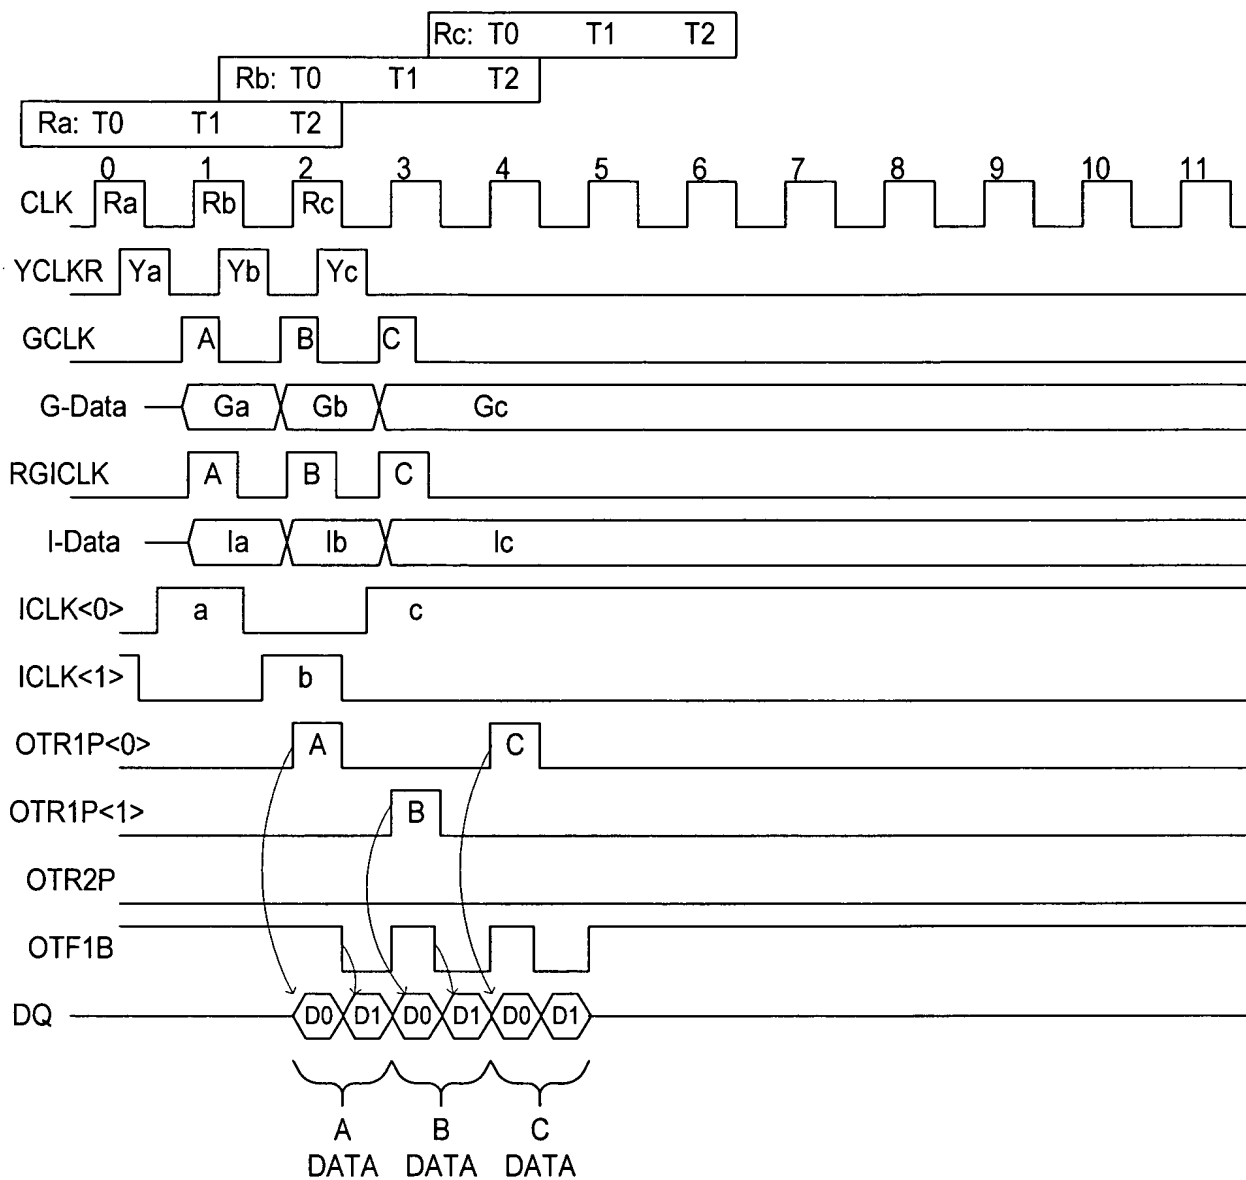 Rc: T0 T1 T2
Rb: T0 T1 T2
Ra: T0 T1 T2
0 1 2 3 4 5 6 7 8 9 10 11
CLK Ra Rb Rc
YCLKR Ya Yb Yc
GCLK A B C
G-Data Ga Gb Gc
RGICLK A B C
I-Data Ia Ib Ic
ICLK<0> a c
ICLK<1> b
OTR1P<0> A C
OTR1P<1> B
OTR2P
OTF1B
DQ D0 D1 D0 D1 D0 D1
A B C
DATA DATA DATA